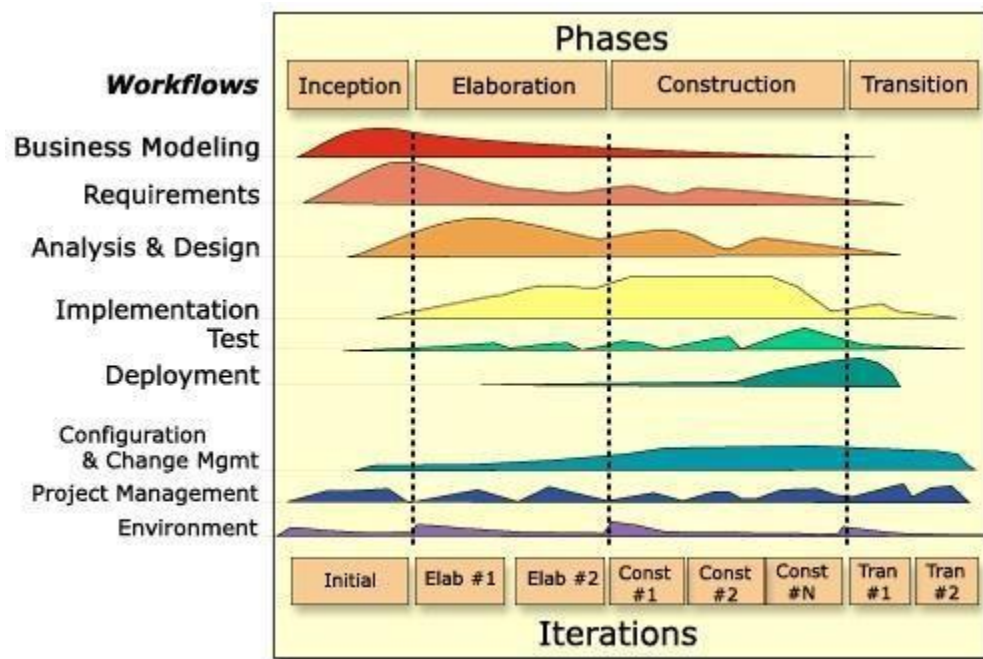 Phases
Workflows Inception Elaboration Construction Transition
Business Modeling
Requirements
Analysis & Design
Implementation
Test
Deployment
Configuration
& Change Mgmt
Project Management
Environment
Initial Elab #1 Elab #2 Const #1 Const #2 Const #N Tran #1 Tran #2
Iterations